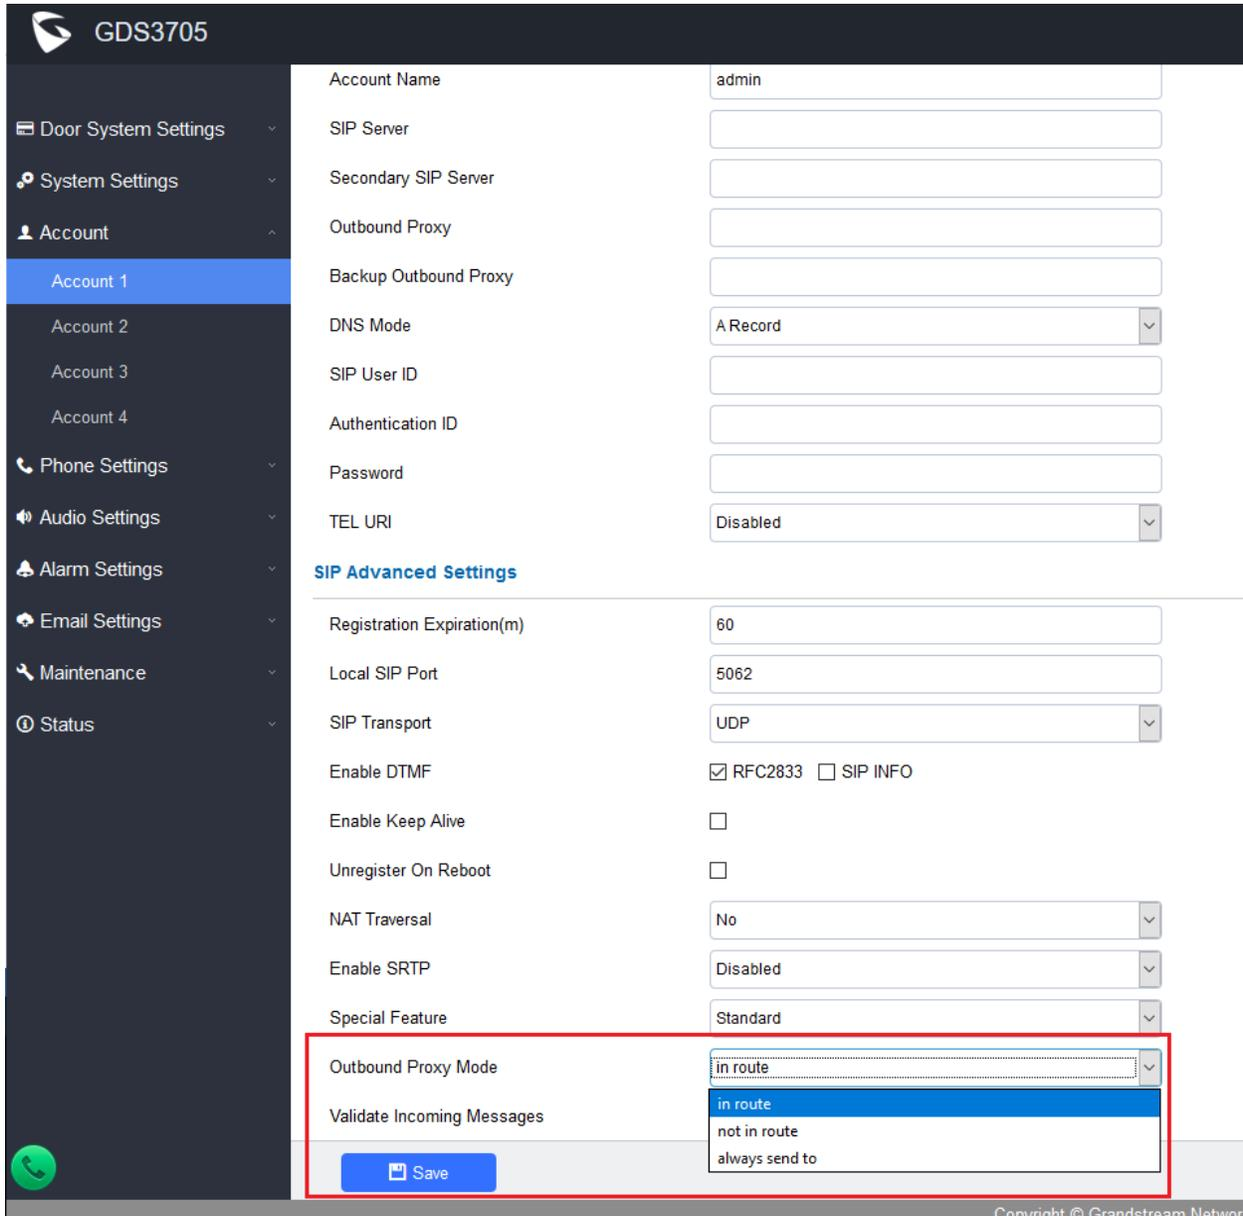 GDS3705
Account Name admin
Door System Settings
SIP Server
System Settings
Secondary SIP Server
Account
Outbound Proxy
Account 1
Backup Outbound Proxy
Account 2
DNS Mode A Record
Account 3
SIP User ID
Account 4
Authentication ID
Phone Settings
Password
Audio Settings
TEL URI Disabled
Alarm Settings
SIP Advanced Settings
Email Settings
Registration Expiration(m) 60
Maintenance
Local SIP Port 5062
Status
SIP Transport UDP
Enable DTMF RFC2833 SIP INFO
Enable Keep Alive
Unregister On Reboot
NAT Traversal No
Enable SRTP Disabled
Special Feature Standard
Outbound Proxy Mode in route
in route
Validate Incoming Messages
not in route
always send to
Save
Copyright © Grandstream Networ